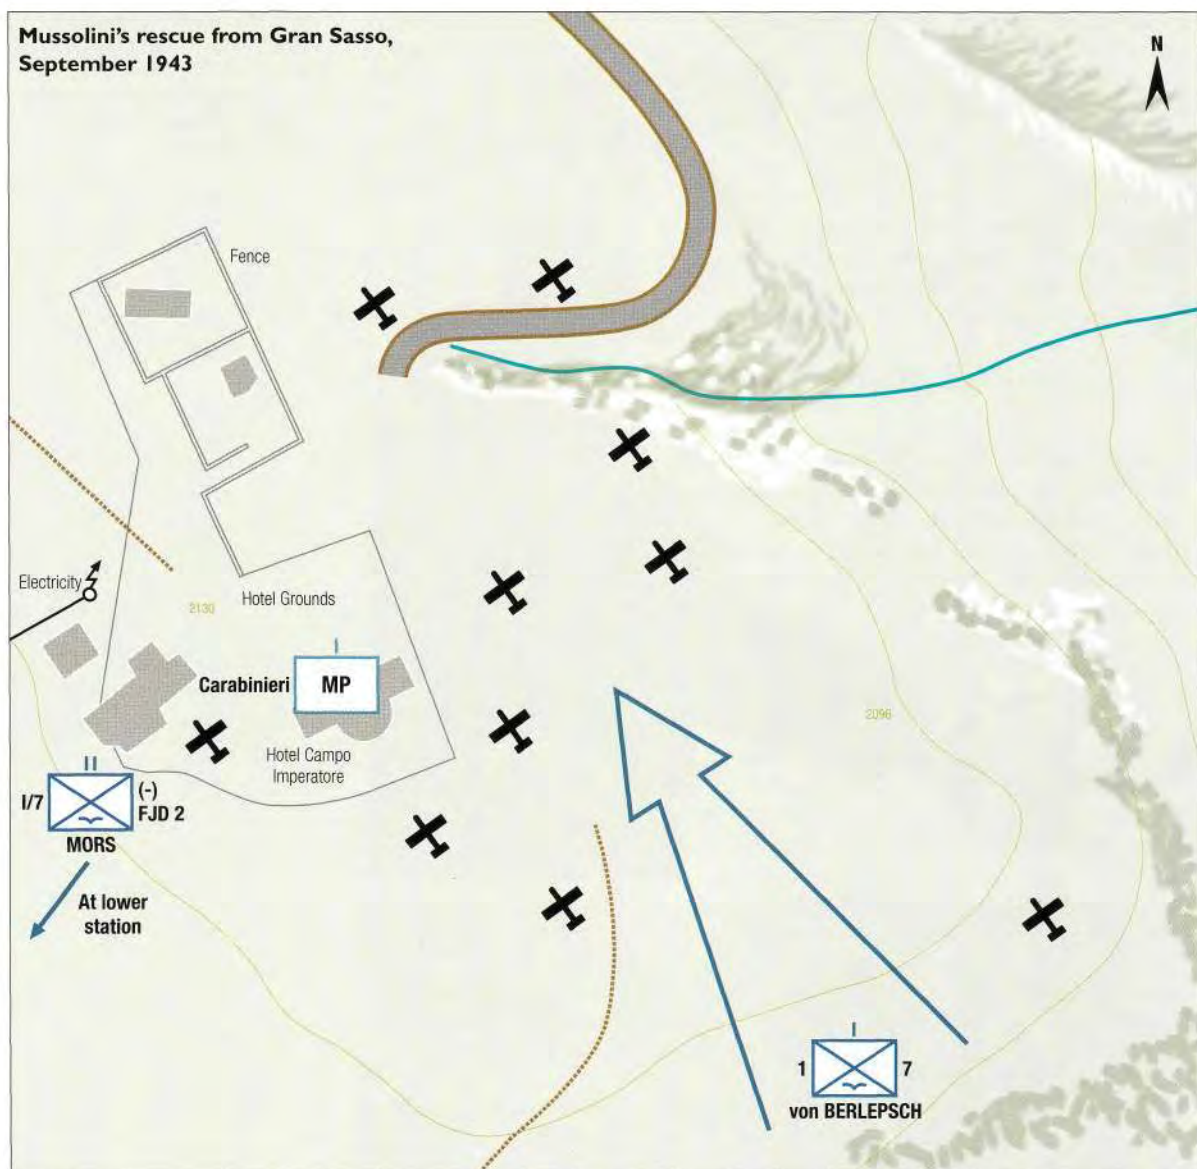 Mussolini's rescue from Gran Sasso,
September 1943
N
Fence
Electricity
2130
Hotel Grounds
Carabinieri
MP
2096
Hotel Campo
Imperatore
I/7
(-)
FJD 2
MORS
At lower
station
1
7
von BERLEPSCH